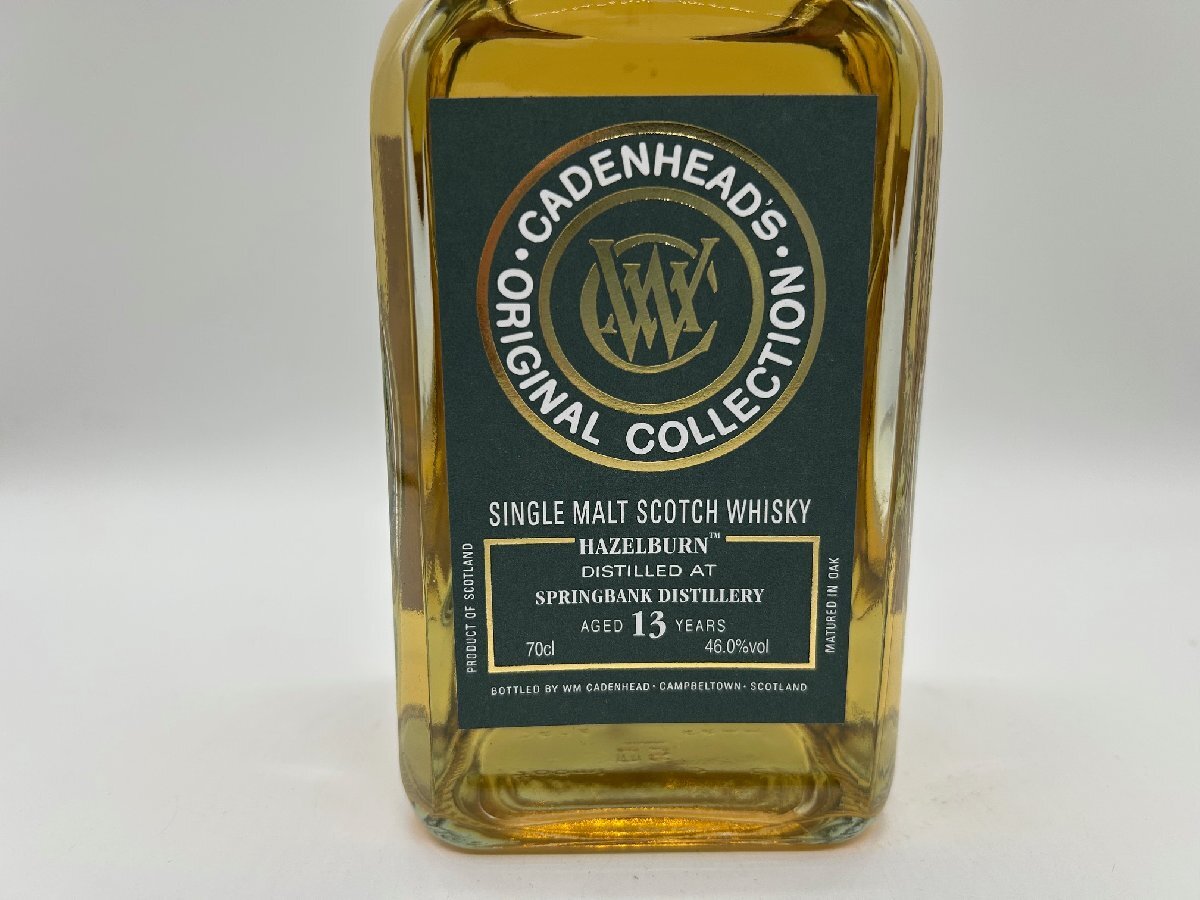 CADENHEAD'S
• ORIGINAL COLLECTION •
WC
SINGLE MALT SCOTCH WHISKY
HAZELBURN™
DISTILLED AT
SPRINGBANK DISTILLERY
AGED 13 YEARS
70cl 46.0%vol
PRODUCT OF SCOTLAND
MATURED IN OAK
BOTTLED BY WM CADENHEAD · CAMPBELTOWN · SCOTLAND